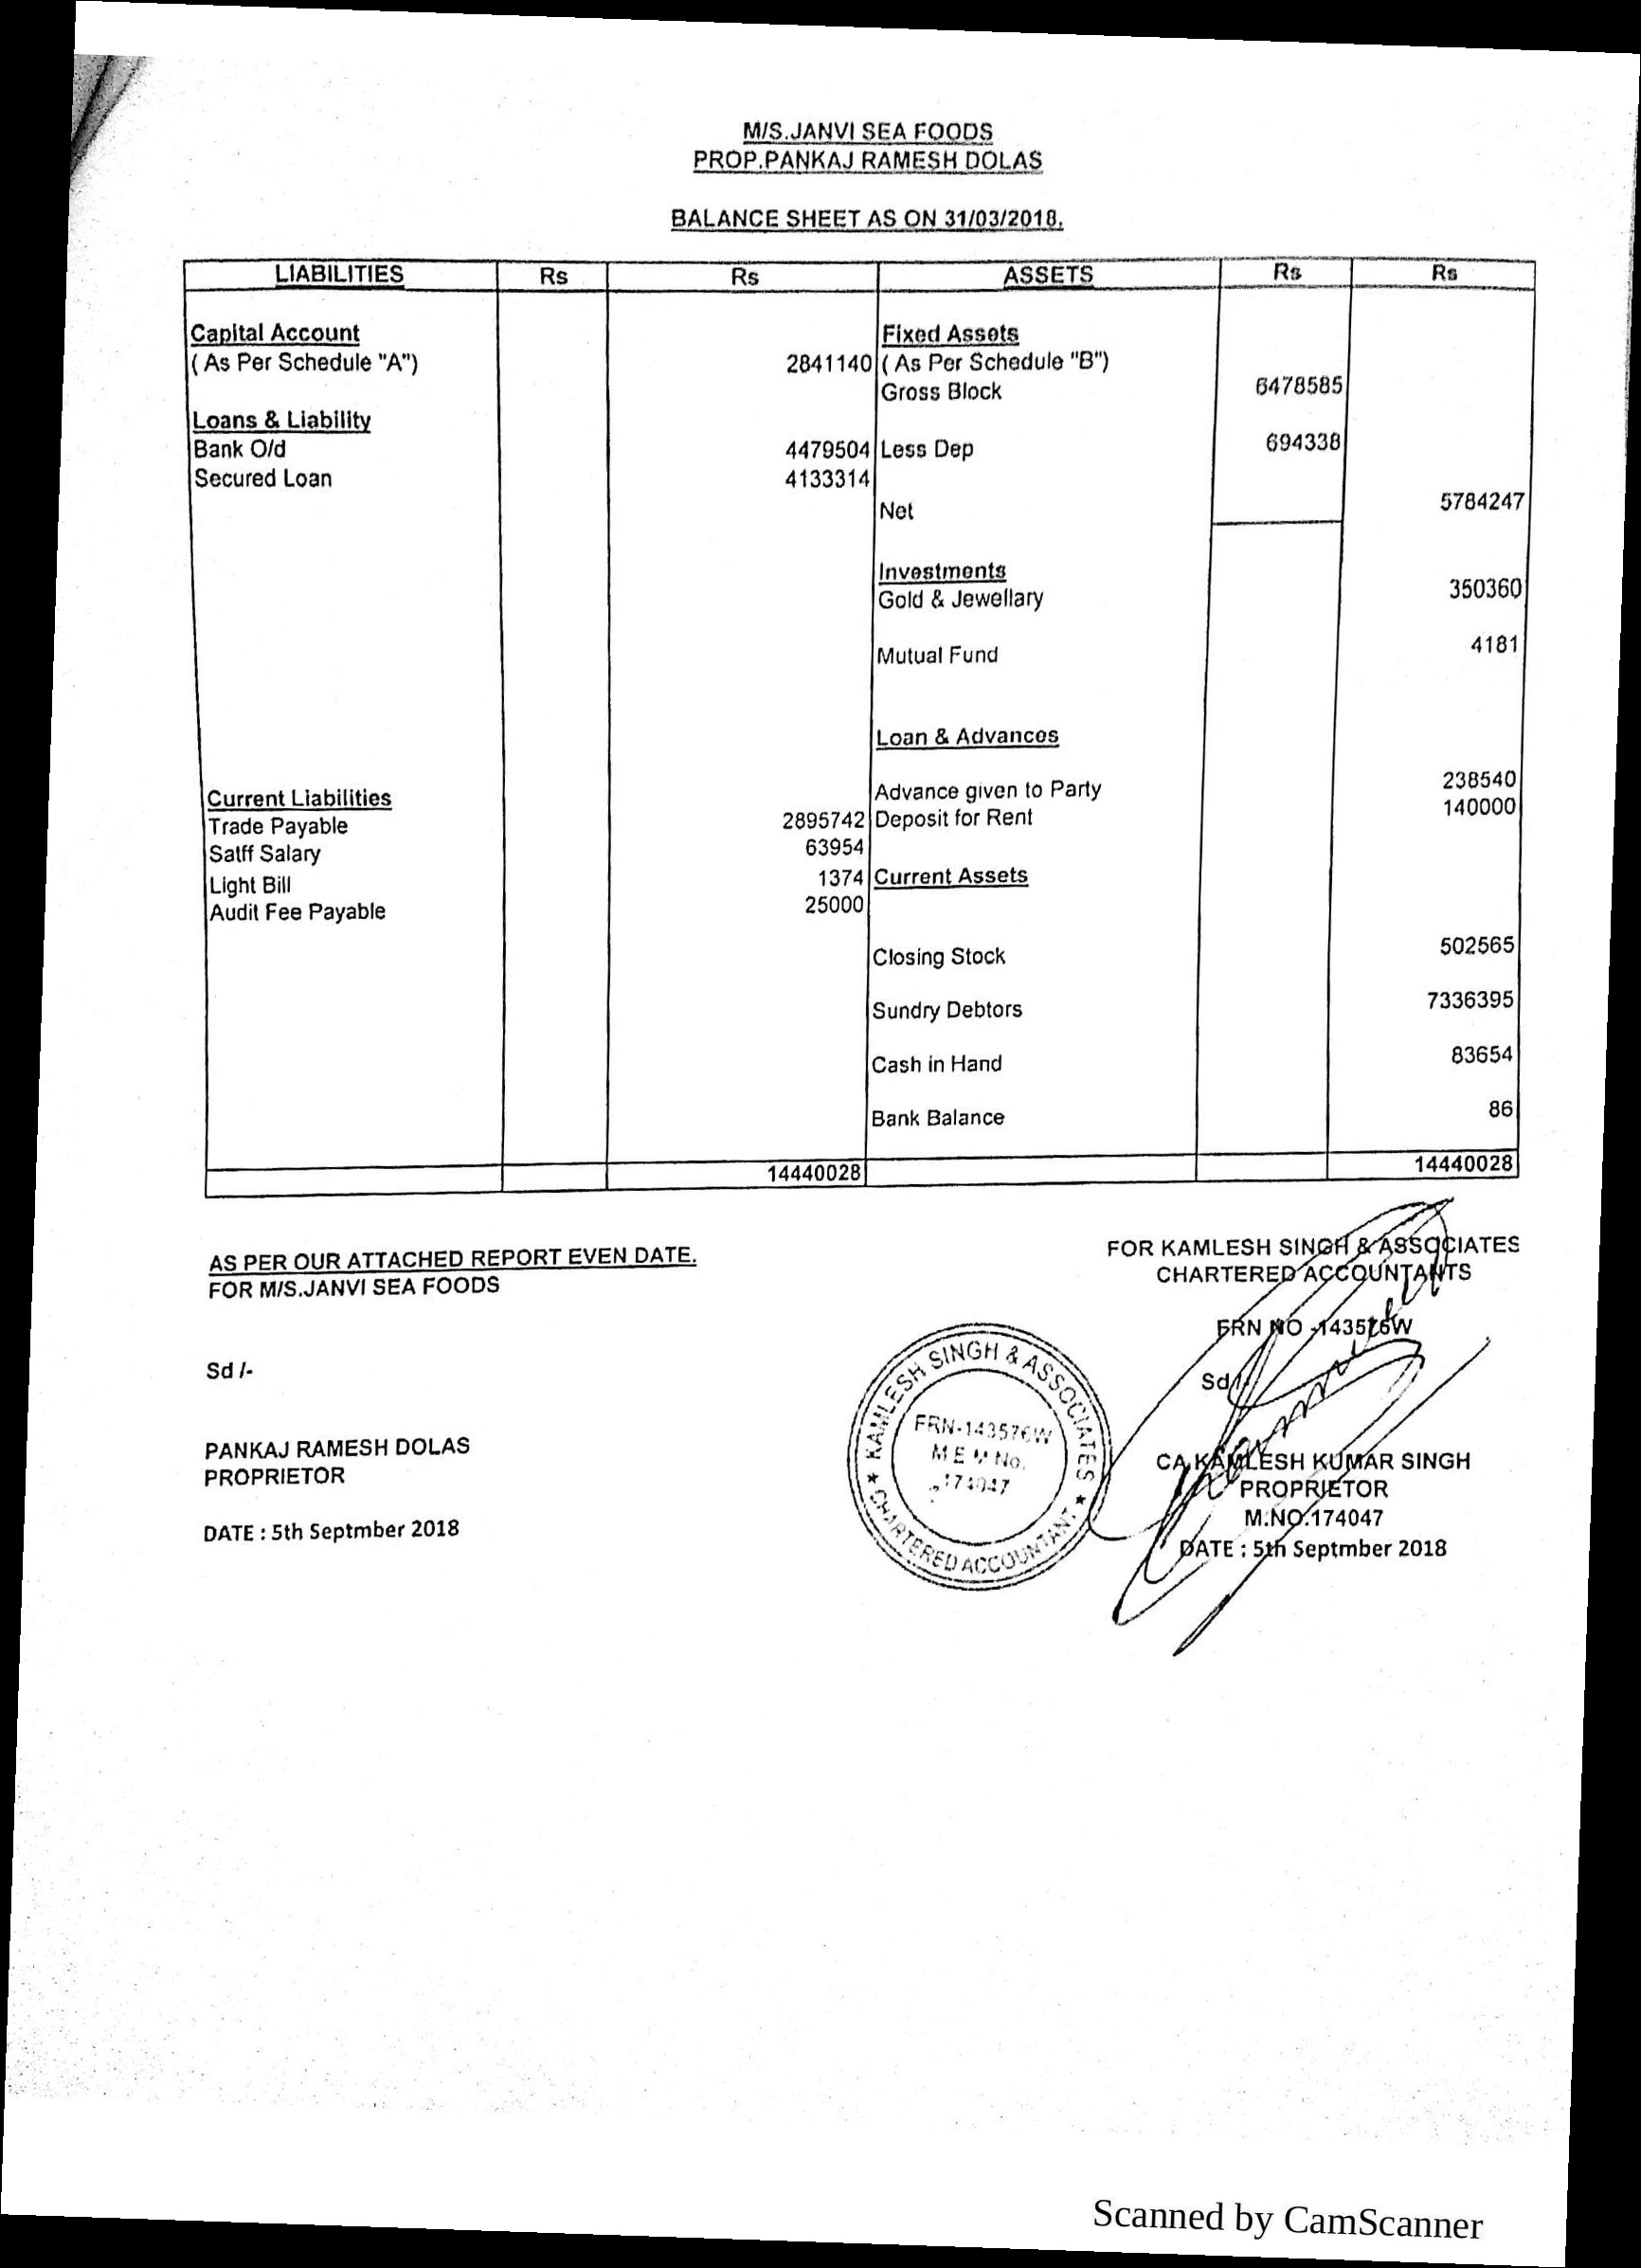 M/S.JANVI SEA FOODS
PROP.PANKAJ RAMESH DOLAS
BALANCE SHEET AS ON 31/03/2018.
LIABILITIES Rs Rs ASSETS Rs Rs
Capital Account Fixed Assets
( As Per Schedule "A") 2841140 ( As Per Schedule "B")
Gross Block 6478585
Loans & Liability
Bank O/d 4479504 Less Dep 694338
Secured Loan 4133314
Net 5784247
Investments
Gold & Jewellary 350360
Mutual Fund 4181
Loan & Advances
Current Liabilities Advance given to Party 238540
Trade Payable 2895742 Deposit for Rent 140000
Satff Salary 63954
Light Bill 1374 Current Assets
Audit Fee Payable 25000
Closing Stock 502565
Sundry Debtors 7336395
Cash in Hand 83654
Bank Balance 86
14440028 14440028
AS PER OUR ATTACHED REPORT EVEN DATE.
FOR M/S.JANVI SEA FOODS
Sd /-
PANKAJ RAMESH DOLAS
PROPRIETOR
DATE : 5th Septmber 2018
KAMLESH SINGH & ASSOCIATES
FRN-143576W
MEM No.
174047
★ CHARTERED ACCOUNTANT ★
FOR KAMLESH SINGH & ASSOCIATES
CHARTERED ACCOUNTANTS
FRN NO -143576W
Sd/-
CA KAMLESH KUMAR SINGH
PROPRIETOR
M.NO.174047
DATE : 5th Septmber 2018
Scanned by CamScanner